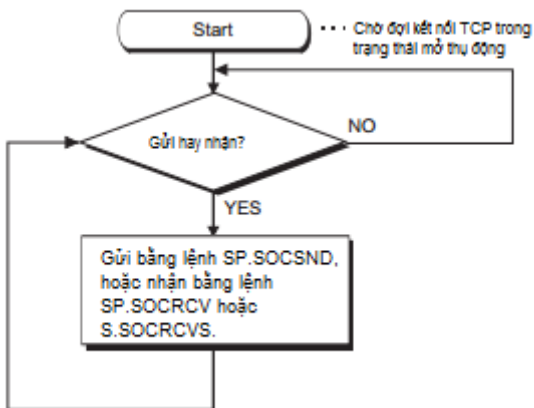 Start
··· Chờ đợi kết nối TCP trong
trạng thái mở thụ động
Gửi hay nhận?
NO
YES
Gửi bằng lệnh SP.SOCSND,
hoặc nhận bằng lệnh
SP.SOCRCV hoặc
S.SOCRCVS.